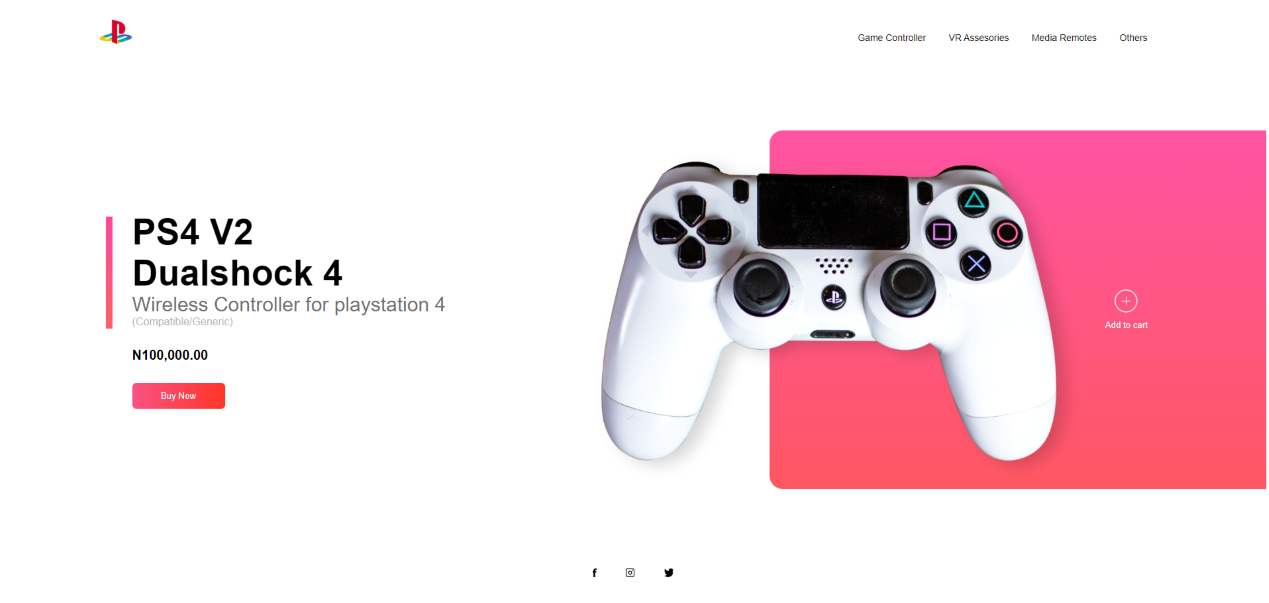 Game Controller
VR Assesories
Media Remotes
Others
PS4 V2
Dualshock 4
Wireless Controller for playstation 4
(Compatible/Generic)
N100,000.00
Buy Now
Add to cart